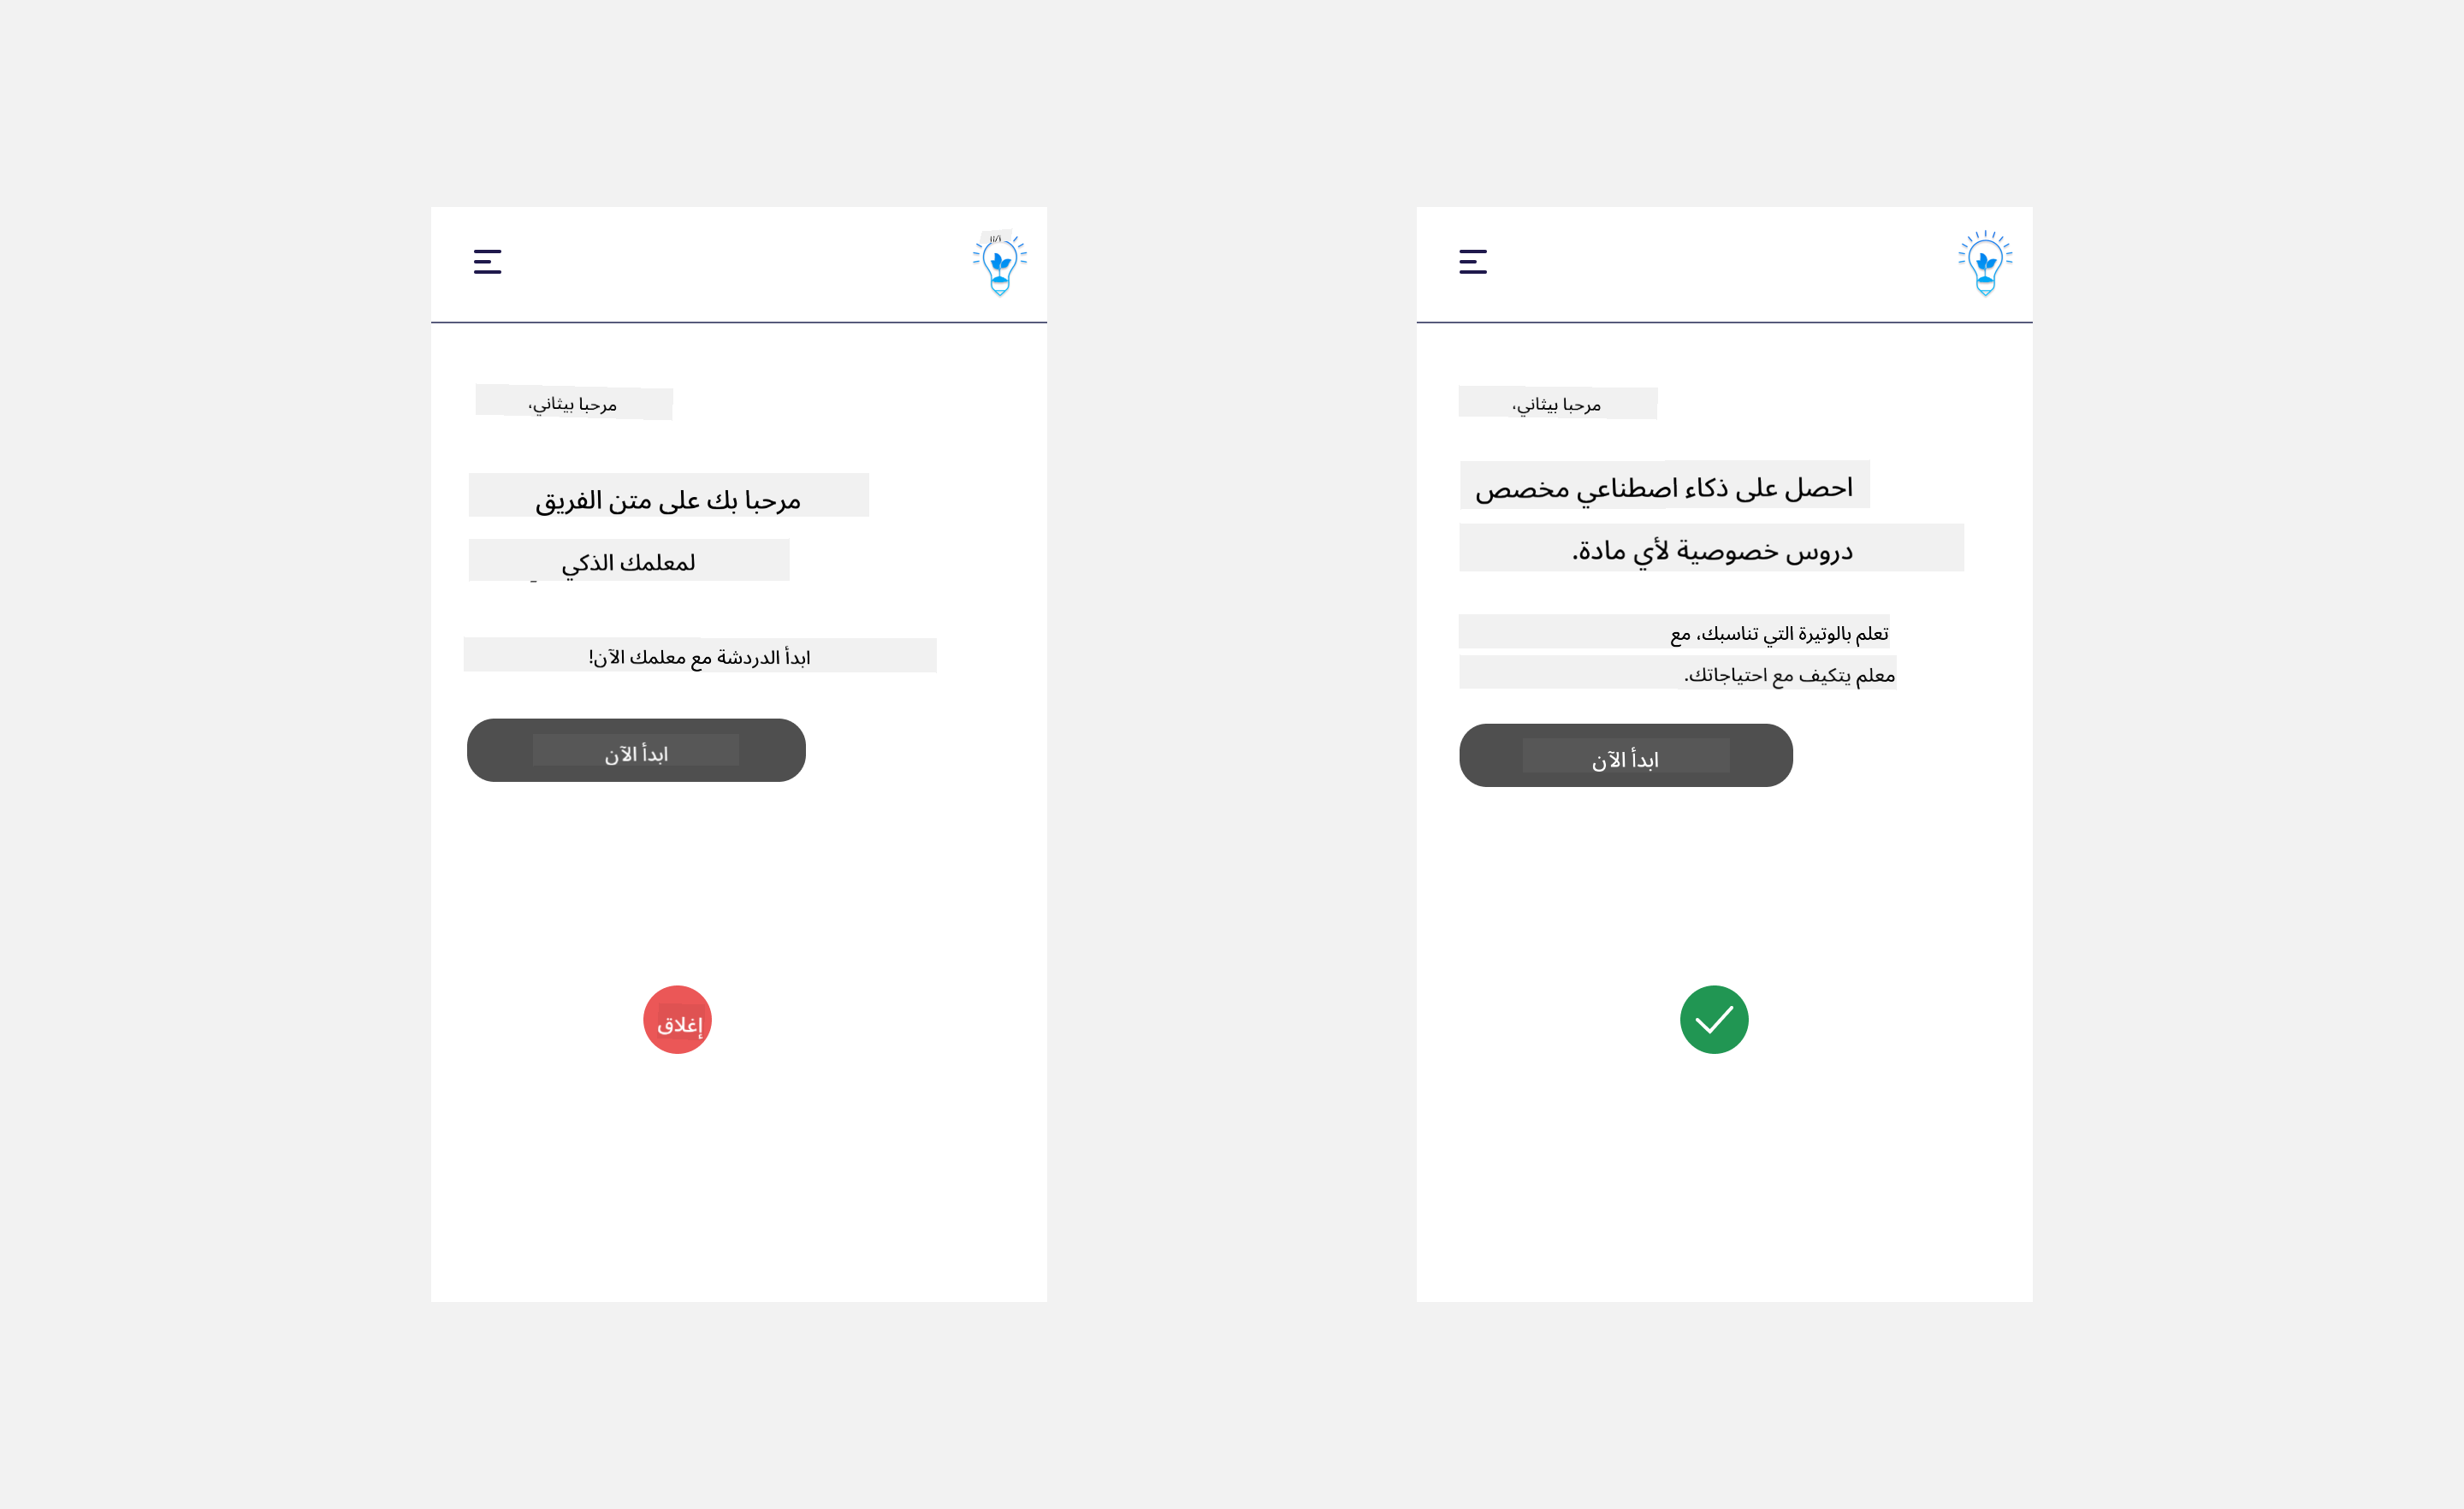 مرحبا بيثاني،
مرحبا بك على متن الفريق
لمعلمك الذكي
ابدأ الدردشة مع معلمك الآن!
ابدأ الآن
إغلاق
مرحبا بيثاني،
احصل على ذكاء اصطناعي مخصص
دروس خصوصية لأي مادة.
تعلم بالوتيرة التي تناسبك، مع
معلم يتكيف مع احتياجاتك.
ابدأ الآن